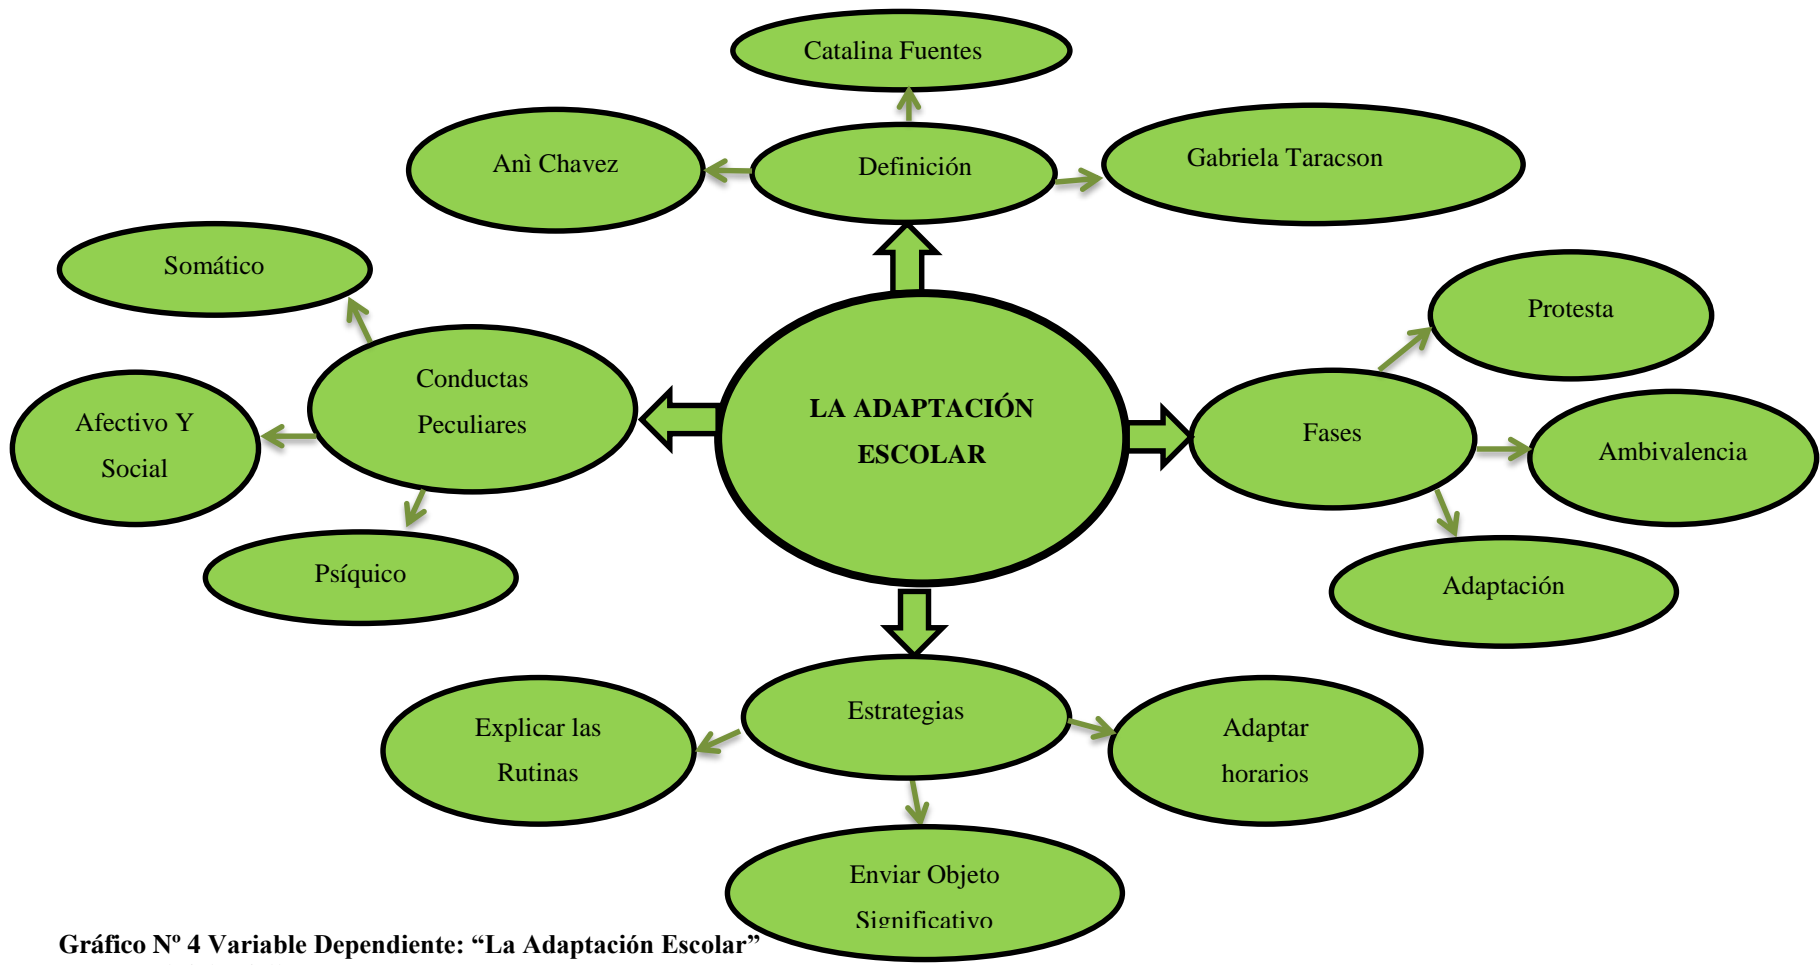 Catalina Fuentes
Anì Chavez
Definición
Gabriela Taracson
Somático
Protesta
Conductas
Peculiares
LA ADAPTACIÓN
ESCOLAR
Fases
Afectivo Y
Social
Ambivalencia
Psíquico
Adaptación
Explicar las
Rutinas
Estrategias
Adaptar
horarios
Enviar Objeto
Significativo
Gráfico Nº 4 Variable Dependiente: “La Adaptación Escolar”